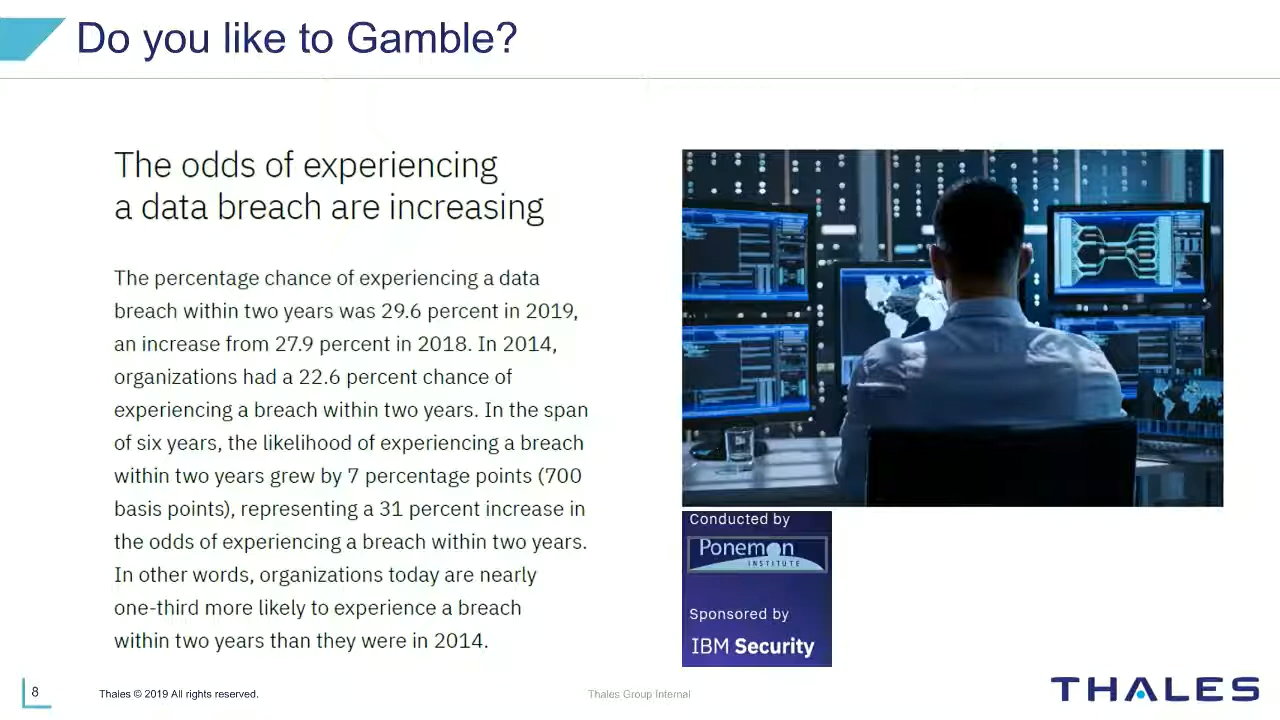 Do you like to Gamble?
The odds of experiencing
a data breach are increasing
The percentage chance of experiencing a data
breach within two years was 29.6 percent in 2019,
an increase from 27.9 percent in 2018. In 2014,
organizations had a 22.6 percent chance of
experiencing a breach within two years. In the span
of six years, the likelihood of experiencing a breach
within two years grew by 7 percentage points (700
basis points), representing a 31 percent increase in
the odds of experiencing a breach within two years.
In other words, organizations today are nearly
one-third more likely to experience a breach
within two years than they were in 2014.
Conducted by
Ponemon
INSTITUTE
Sponsored by
IBM Security
8
Thales © 2019 All rights reserved.
Thales Group Internal
THALES